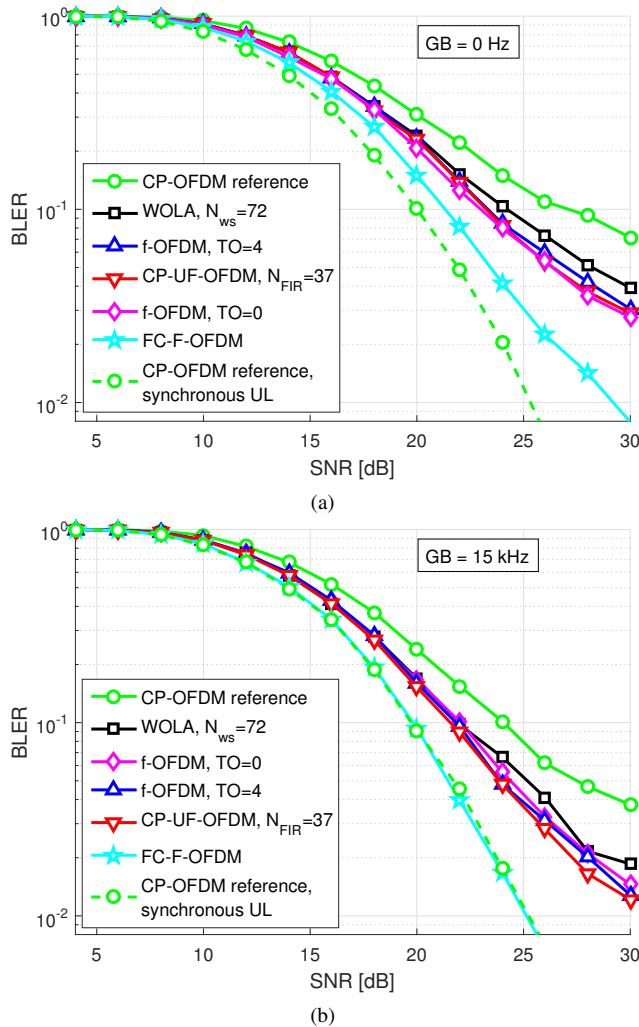 10^0
10^-1
10^-2
BLER
GB = 0 Hz
CP-OFDM reference
WOLA, N_ws=72
f-OFDM, TO=4
CP-UF-OFDM, N_FIR=37
f-OFDM, TO=0
FC-F-OFDM
CP-OFDM reference,
synchronous UL
5 10 15 20 25 30
SNR [dB]
(a)
10^0
10^-1
10^-2
BLER
GB = 15 kHz
CP-OFDM reference
WOLA, N_ws=72
f-OFDM, TO=0
f-OFDM, TO=4
CP-UF-OFDM, N_FIR=37
FC-F-OFDM
CP-OFDM reference,
synchronous UL
5 10 15 20 25 30
SNR [dB]
(b)